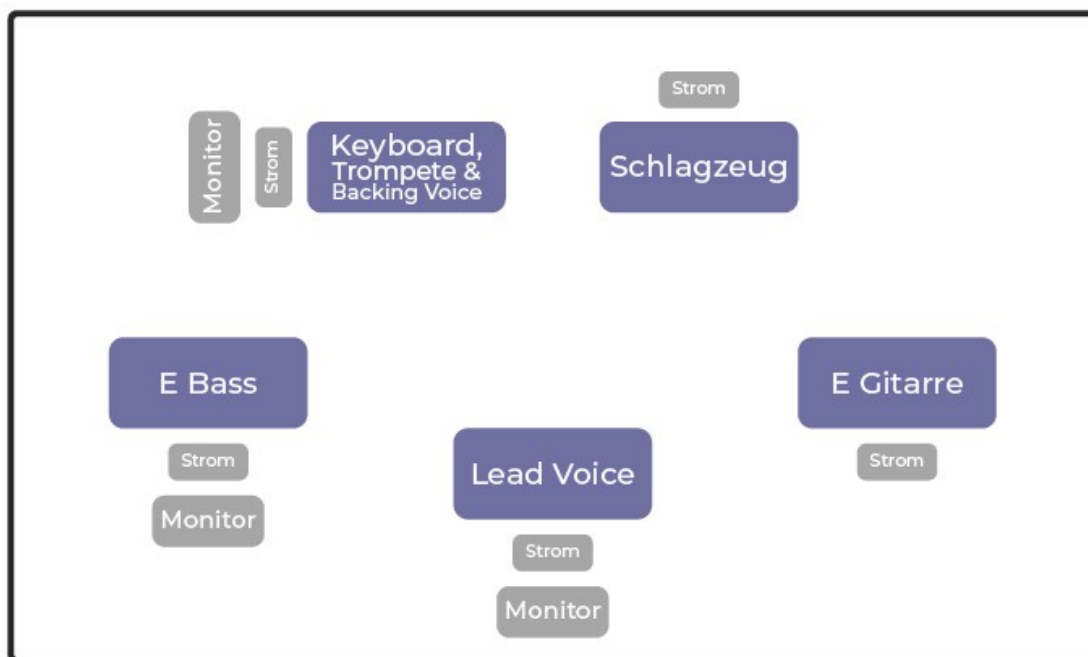 Strom
Monitor
Strom
Keyboard,
Trompete &
Backing Voice
Schlagzeug
E Bass
Strom
Monitor
Lead Voice
Strom
Monitor
E Gitarre
Strom